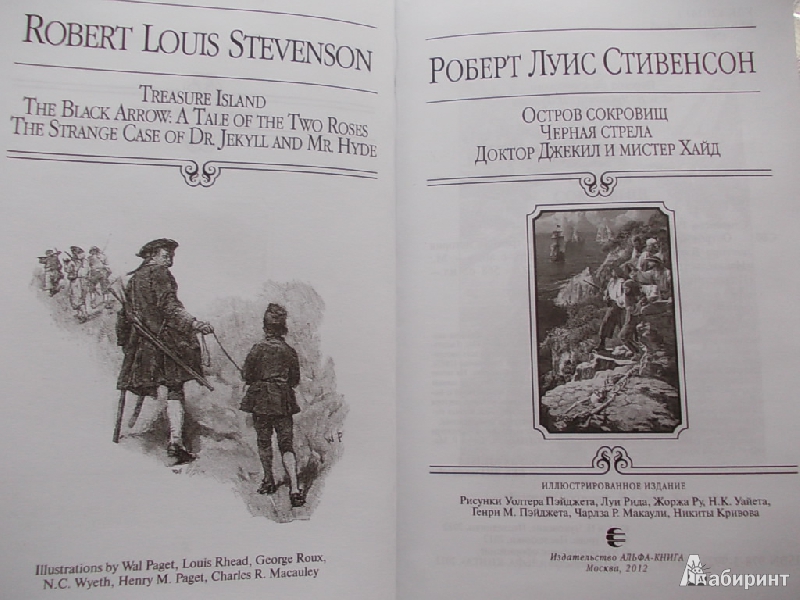 ROBERT LOUIS STEVENSON
TREASURE ISLAND
THE BLACK ARROW: A TALE OF THE TWO ROSES
THE STRANGE CASE OF DR. JEKYLL AND MR. HYDE
W P
Illustrations by Wal Paget, Louis Rhead, George Roux,
N.C. Wyeth, Henry M. Paget, Charles R. Macauley
РОБЕРТ ЛУИС СТИВЕНСОН
ОСТРОВ СОКРОВИЩ
ЧЕРНАЯ СТРЕЛА
ДОКТОР ДЖЕКИЛ И МИСТЕР ХАЙД
ИЛЛЮСТРИРОВАННОЕ ИЗДАНИЕ
Рисунки Уолтера Пэйджета, Луи Рида, Жоржа Ру, Н.К. Уайета,
Генри М. Пэйджета, Чарлза Р. Макаули, Никиты Кривова
Издательство АЛЬФА-КНИГА
Москва, 2012
Лабиринт